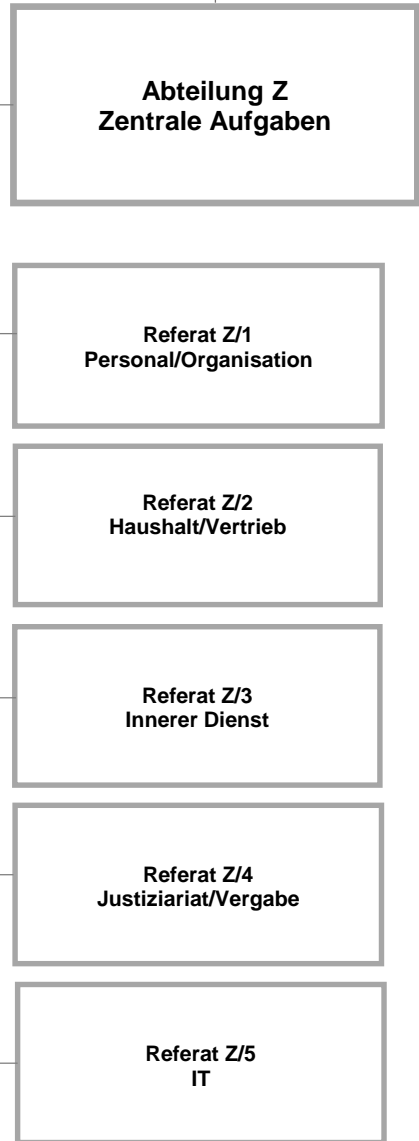 Abteilung Z
Zentrale Aufgaben
Referat Z/1
Personal/Organisation
Referat Z/2
Haushalt/Vertrieb
Referat Z/3
Innerer Dienst
Referat Z/4
Justiziariat/Vergabe
Referat Z/5
IT